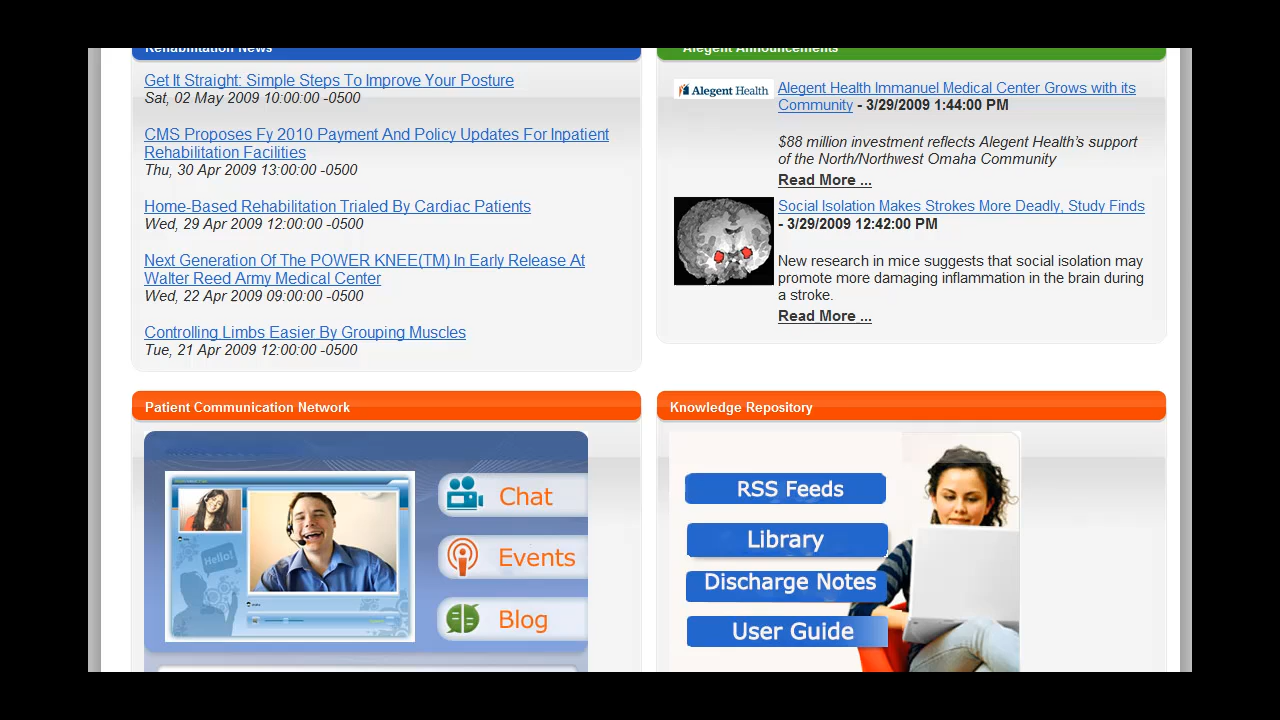 Rehabilitation News
Get It Straight: Simple Steps To Improve Your Posture
Sat, 02 May 2009 10:00:00 -0500
CMS Proposes Fy 2010 Payment And Policy Updates For Inpatient
Rehabilitation Facilities
Thu, 30 Apr 2009 13:00:00 -0500
Home-Based Rehabilitation Trialed By Cardiac Patients
Wed, 29 Apr 2009 12:00:00 -0500
Next Generation Of The POWER KNEE(TM) In Early Release At
Walter Reed Army Medical Center
Wed, 22 Apr 2009 09:00:00 -0500
Controlling Limbs Easier By Grouping Muscles
Tue, 21 Apr 2009 12:00:00 -0500
Alegent Announcements
Alegent Health
Alegent Health Immanuel Medical Center Grows with its
Community - 3/29/2009 1:44:00 PM
$88 million investment reflects Alegent Health's support
of the North/Northwest Omaha Community
Read More ...
Social Isolation Makes Strokes More Deadly, Study Finds
- 3/29/2009 12:42:00 PM
New research in mice suggests that social isolation may
promote more damaging inflammation in the brain during
a stroke.
Read More ...
Patient Communication Network
Hello!
Chat
Events
Blog
Knowledge Repository
RSS Feeds
Library
Discharge Notes
User Guide